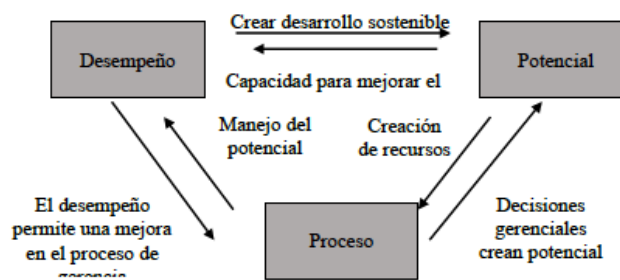 Crear desarrollo sostenible
Desempeño
Potencial
Capacidad para mejorar el
Manejo del
potencial
Creación
de recursos
El desempeño
permite una mejora
en el proceso de
gerencia
Proceso
Decisiones
gerenciales
crean potencial